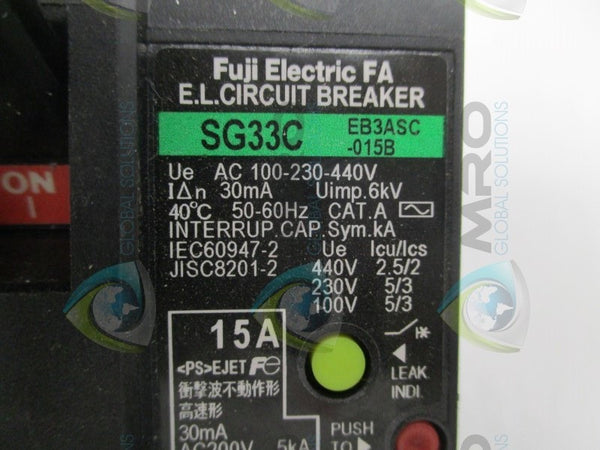 Fuji Electric FA
E.L.CIRCUIT BREAKER
SG33C EB3ASC
-015B
Ue AC 100-230-440V
IΔn 30mA Uimp.6kV
40℃ 50-60Hz CAT.A
INTERRUP.CAP.Sym.kA
IEC60947-2 Ue Icu/Ics
JISC8201-2 440V 2.5/2
230V 5/3
100V 5/3
ON
I
15A
<PS>EJET Fe
衝撃波不動作形
高速形
30mA
AC200V 5kA
LEAK
INDI.
PUSH
TO
MRO
GLOBAL SOLUTIONS